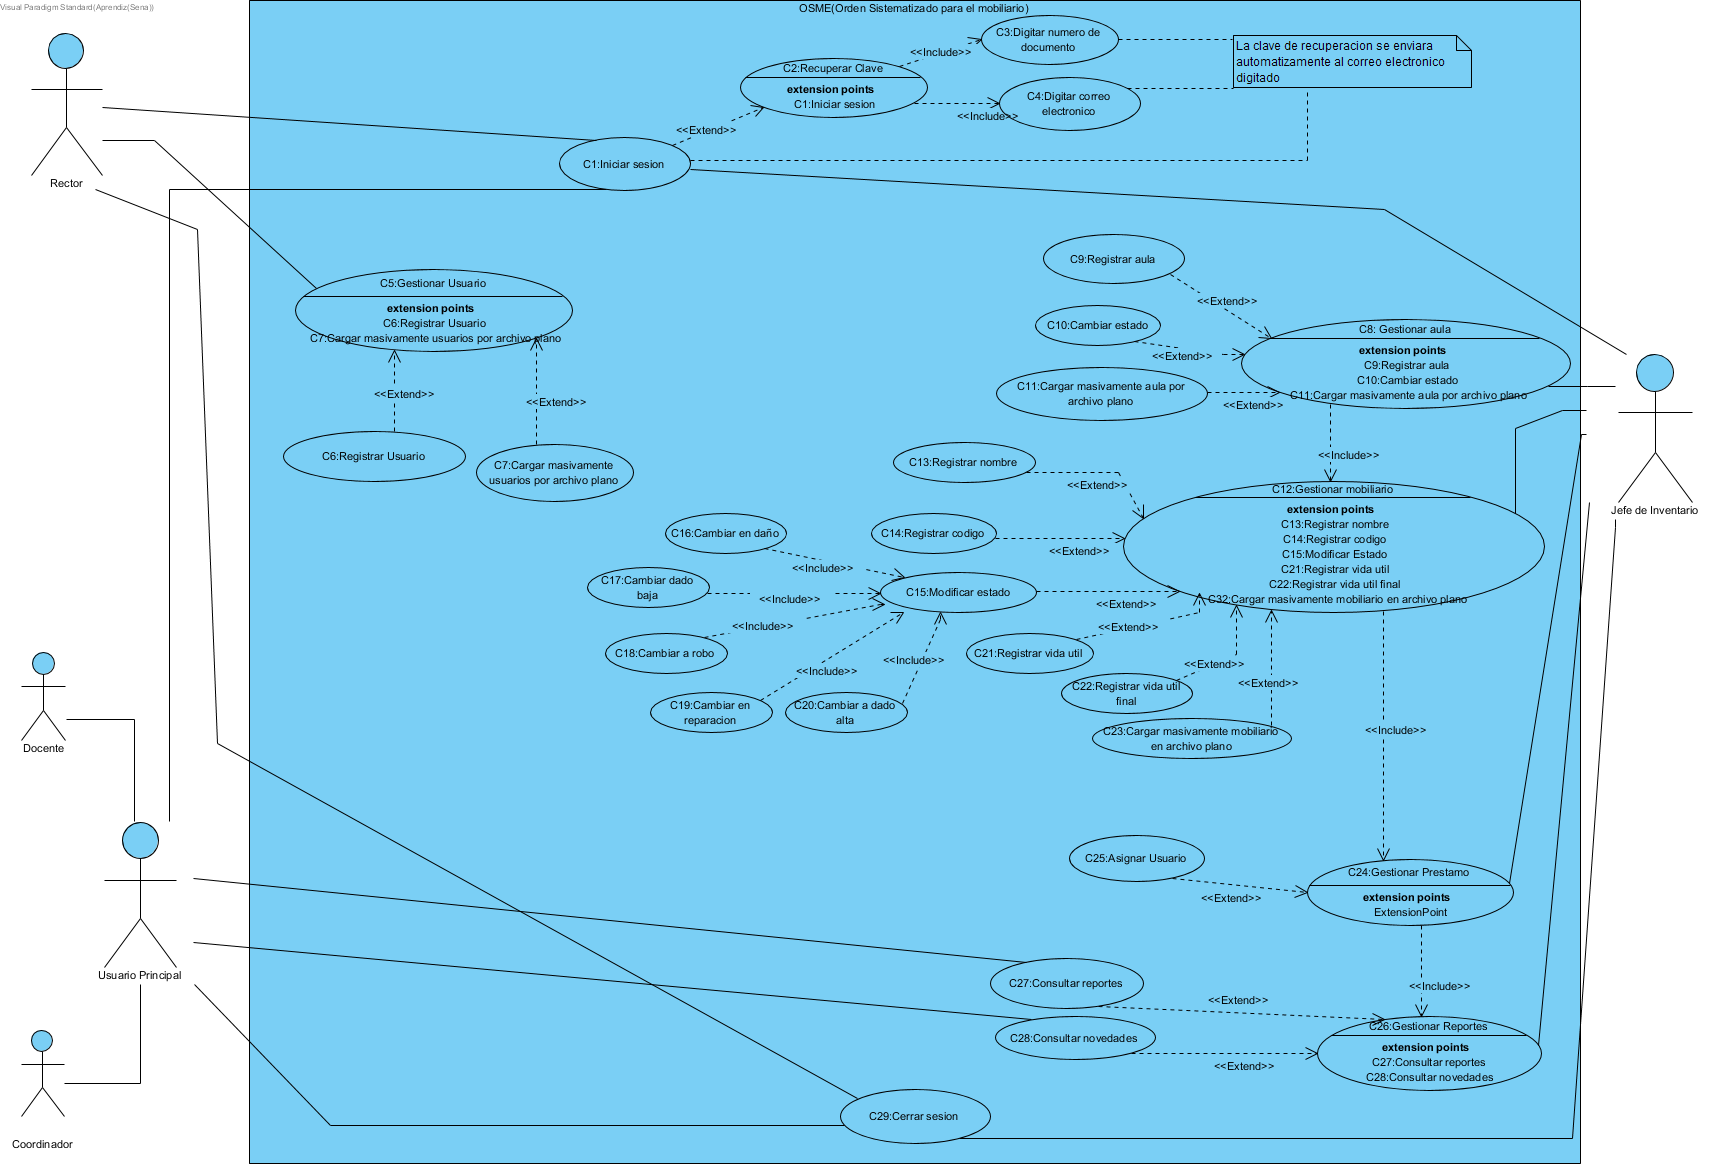 Visual Paradigm Standard(Aprendiz(Sena))
OSME(Orden Sistematizado para el mobiliario)
C3:Digitar numero de
documento
La clave de recuperacion se enviara
automatizamente al correo electronico
digitado
<<Include>>
C2:Recuperar Clave
extension points
C1:Iniciar sesion
C4:Digitar correo
electronico
<<Include>>
<<Extend>>
C1:Iniciar sesion
Rector
C9:Registrar aula
<<Extend>>
C5:Gestionar Usuario
extension points
C6:Registrar Usuario
C7:Cargar masivamente usuarios por archivo plano
C10:Cambiar estado
<<Extend>>
C8: Gestionar aula
extension points
C9:Registrar aula
C10:Cambiar estado
C11:Cargar masivamente aula por archivo plano
C11:Cargar masivamente aula por
archivo plano
<<Extend>>
<<Extend>>
<<Extend>>
C6:Registrar Usuario
C7:Cargar masivamente
usuarios por archivo plano
<<Include>>
C13:Registrar nombre
<<Extend>>
C12:Gestionar mobiliario
extension points
C13:Registrar nombre
C14:Registrar codigo
C15:Modificar Estado
C21:Registrar vida util
C22:Registrar vida util final
C32:Cargar masivamente mobiliario en archivo plano
Jefe de Inventario
C16:Cambiar en daño
C14:Registrar codigo
<<Extend>>
<<Include>>
C17:Cambiar dado
baja
<<Include>>
C15:Modificar estado
<<Extend>>
<<Include>>
<<Extend>>
C18:Cambiar a robo
<<Include>>
<<Include>>
C21:Registrar vida util
<<Extend>>
<<Extend>>
C22:Registrar vida util
final
C19:Cambiar en
reparacion
C20:Cambiar a dado
alta
C23:Cargar masivamente mobiliario
en archivo plano
<<Include>>
Docente
C25:Asignar Usuario
<<Extend>>
C24:Gestionar Prestamo
extension points
ExtensionPoint
Usuario Principal
C27:Consultar reportes
<<Include>>
<<Extend>>
C28:Consultar novedades
<<Extend>>
C26:Gestionar Reportes
extension points
C27:Consultar reportes
C28:Consultar novedades
C29:Cerrar sesion
Coordinador